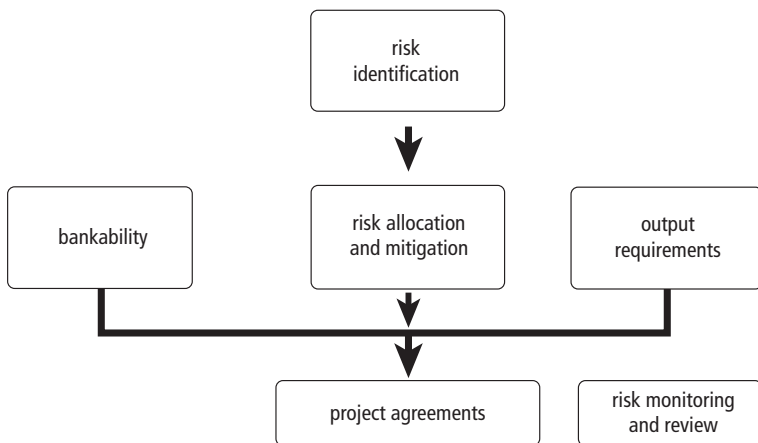 risk
identification
bankability
risk allocation
and mitigation
output
requirements
project agreements
risk monitoring
and review